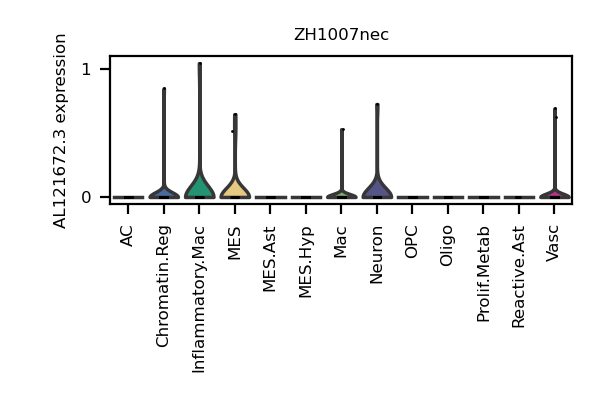 ZH1007nec
AL121672.3 expression
1
0
AC
Chromatin.Reg
Inflammatory.Mac
MES
MES.Ast
MES.Hyp
Mac
Neuron
OPC
Oligo
Prolif.Metab
Reactive.Ast
Vasc